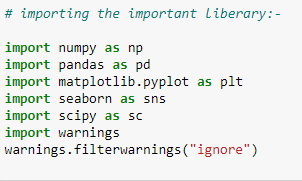 # importing the important liberary:-
import numpy as np
import pandas as pd
import matplotlib.pyplot as plt
import seaborn as sns
import scipy as sc
import warnings
warnings.filterwarnings("ignore")